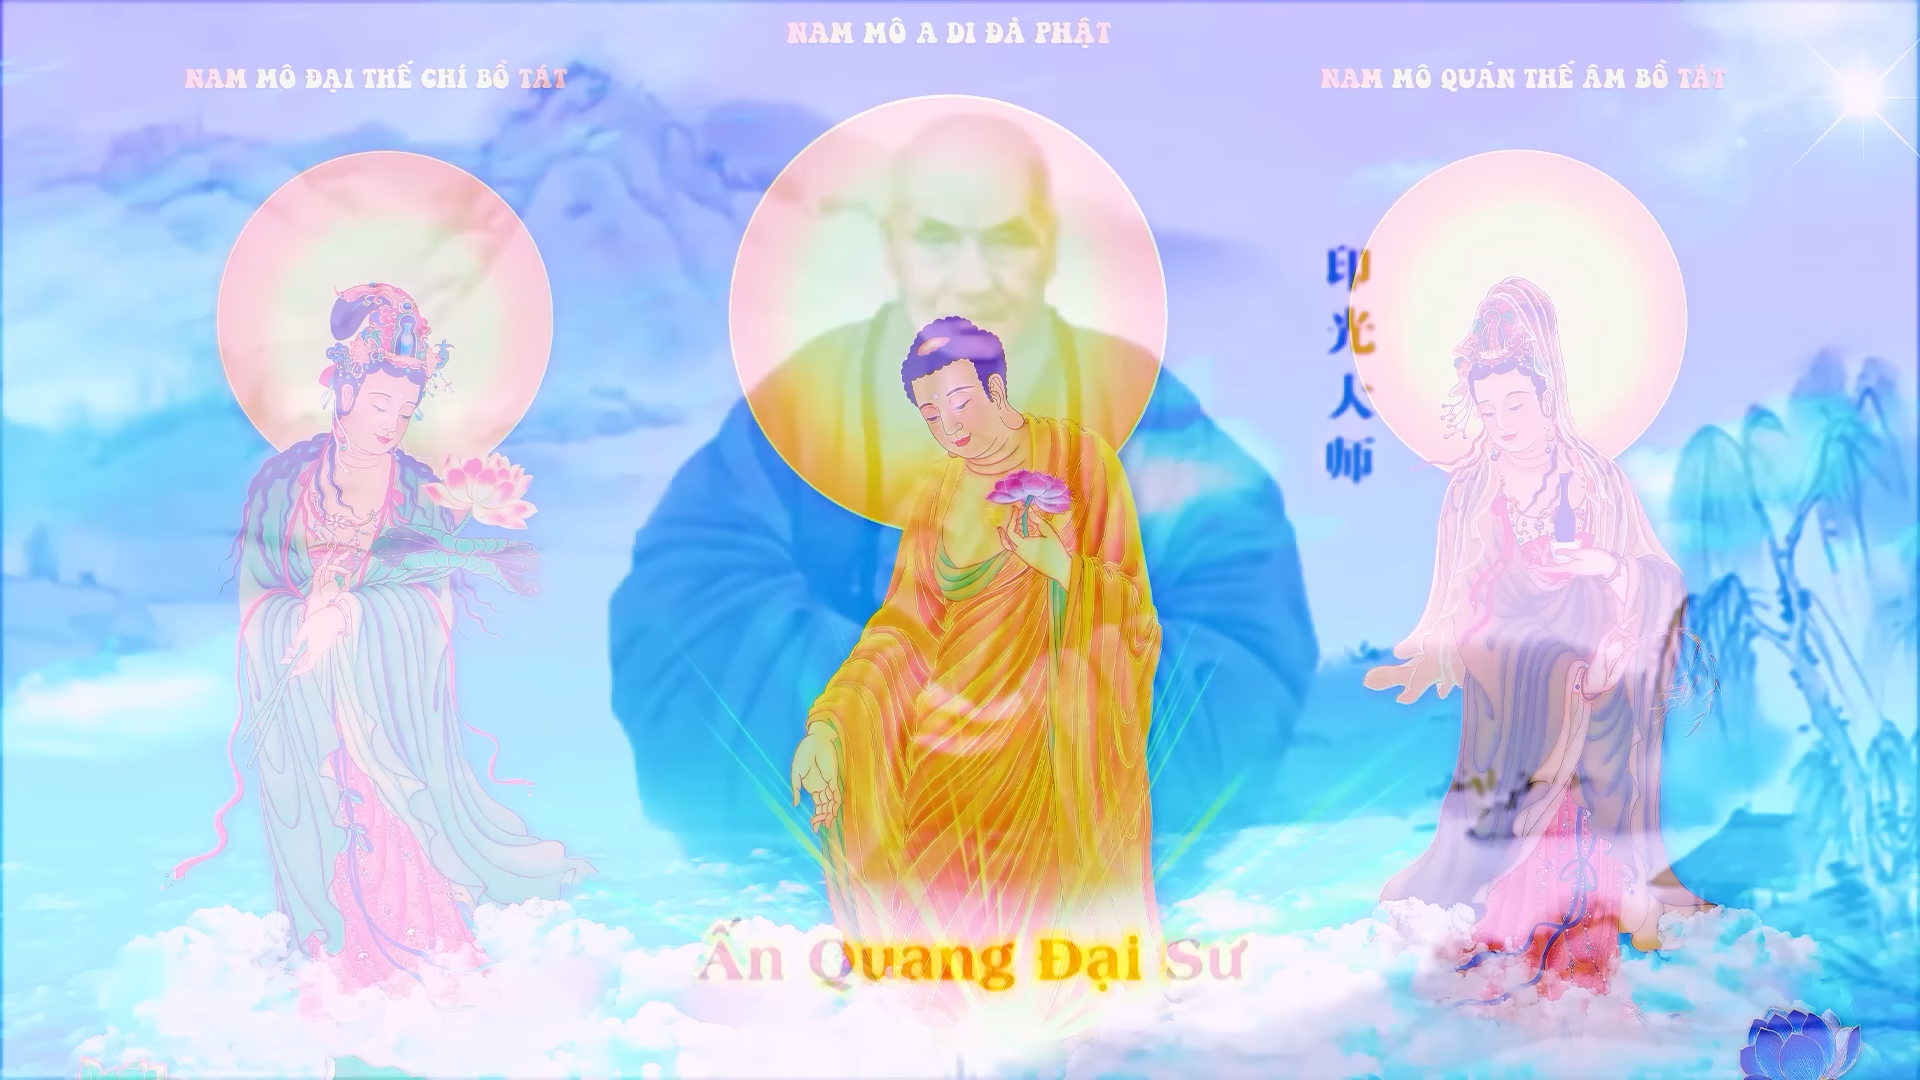 NAM MÔ A DI ĐÀ PHẬT
NAM MÔ ĐẠI THẾ CHÍ BỒ TÁT
NAM MÔ QUÁN THẾ ÂM BỒ TÁT
印光大师
Ấn Quang Đại Sư